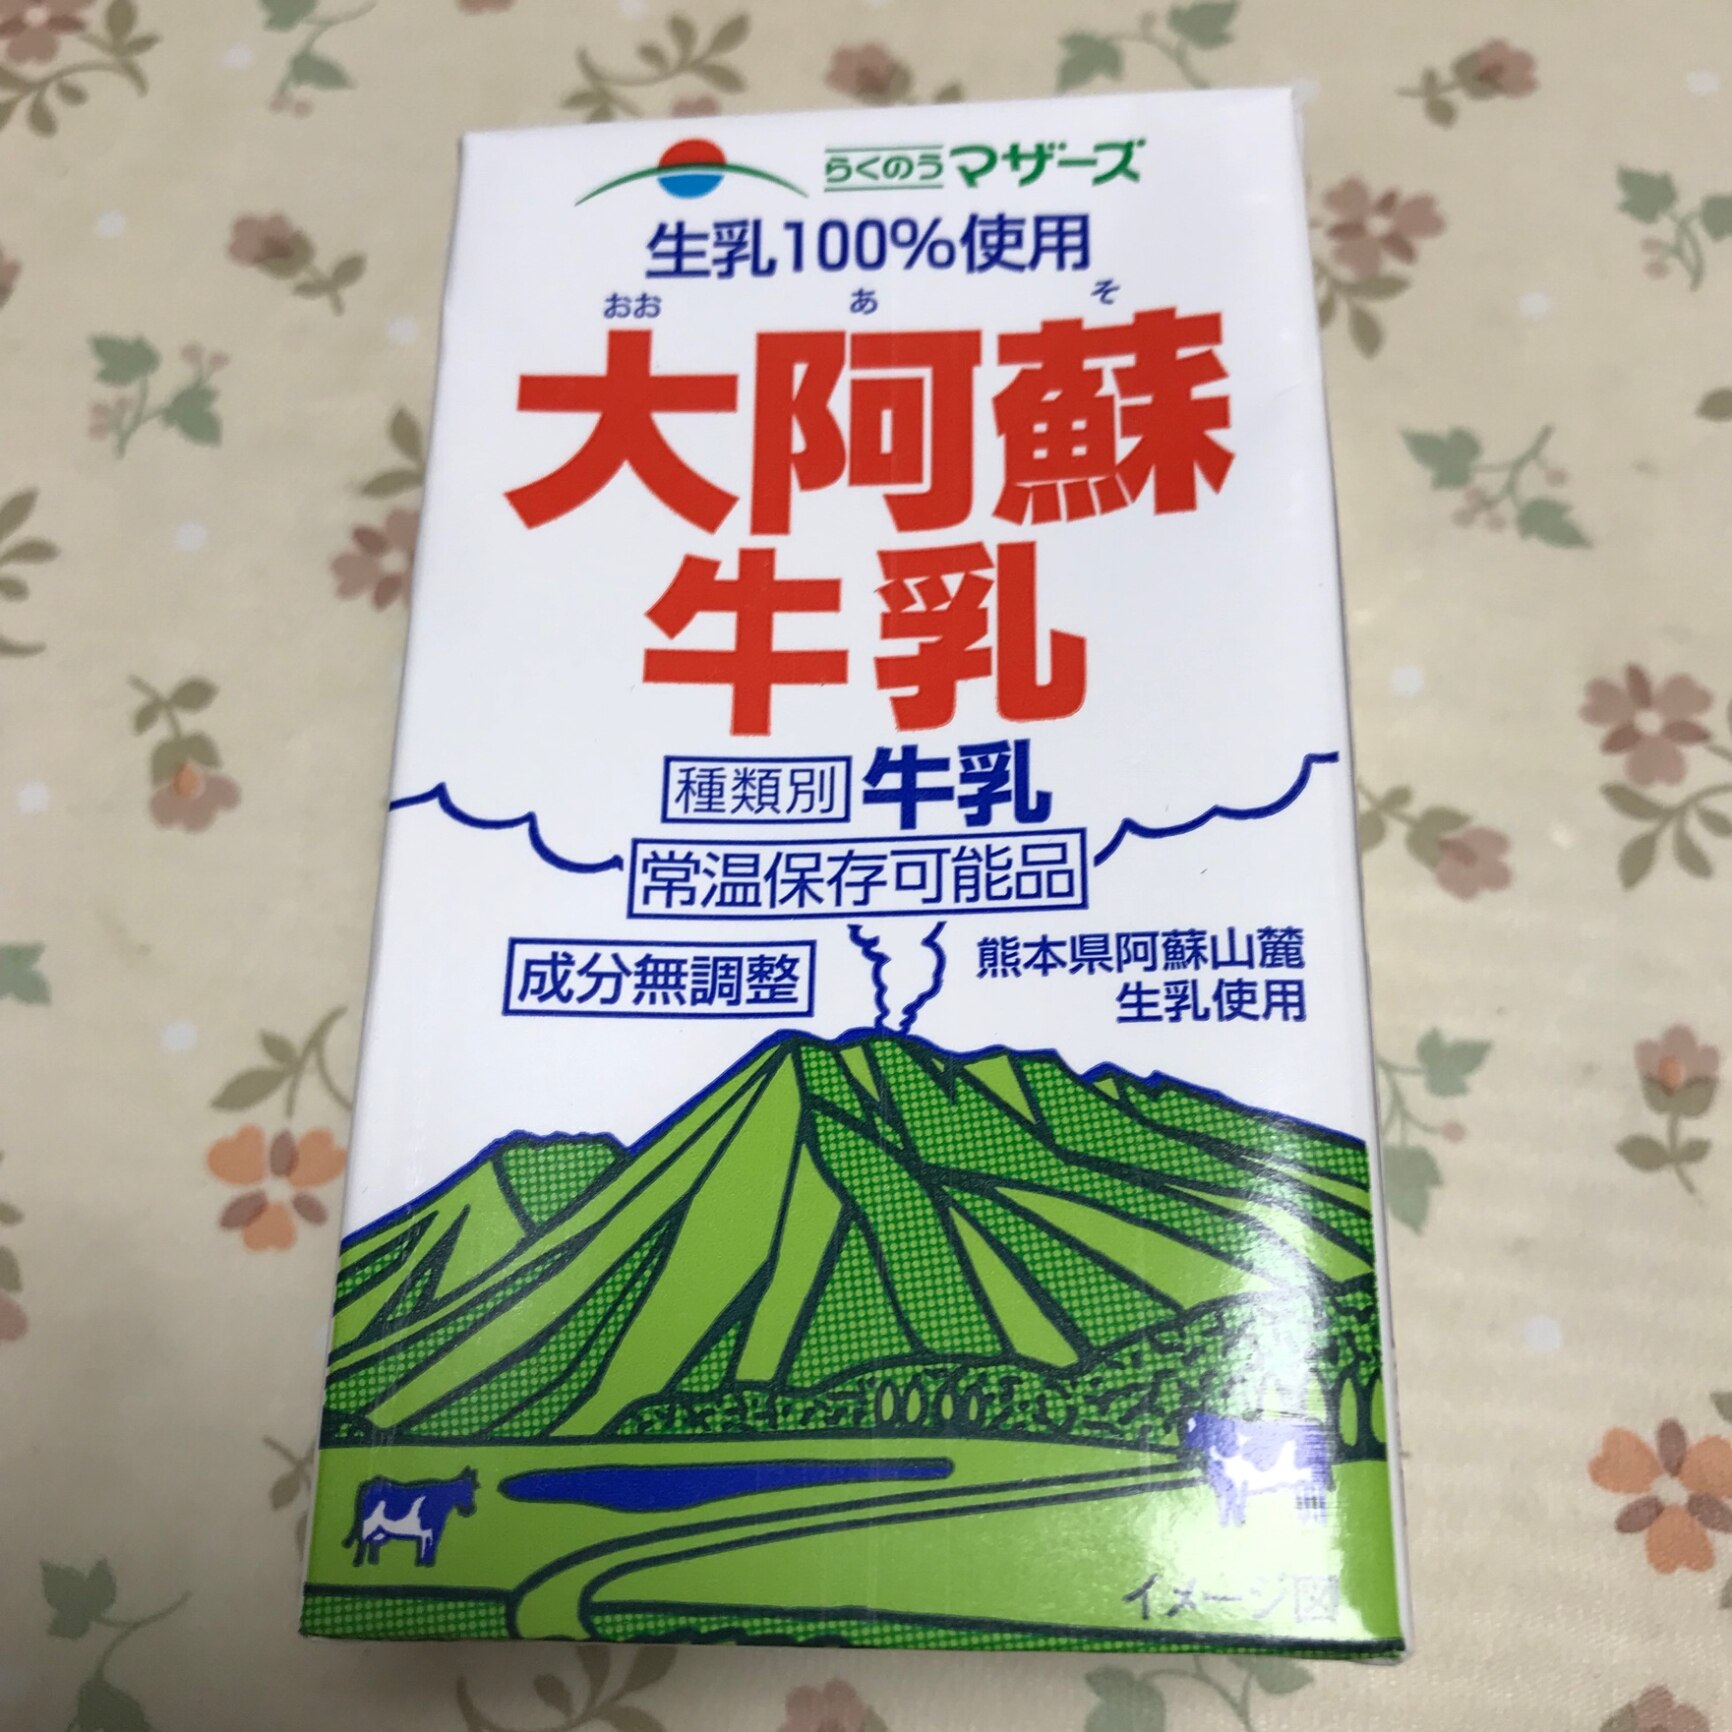 らくのうマザーズ
生乳100%使用
おお あ そ
大阿蘇
牛乳
種類別 牛乳
常温保存可能品
成分無調整
熊本県阿蘇山麓
生乳使用
イメージ図